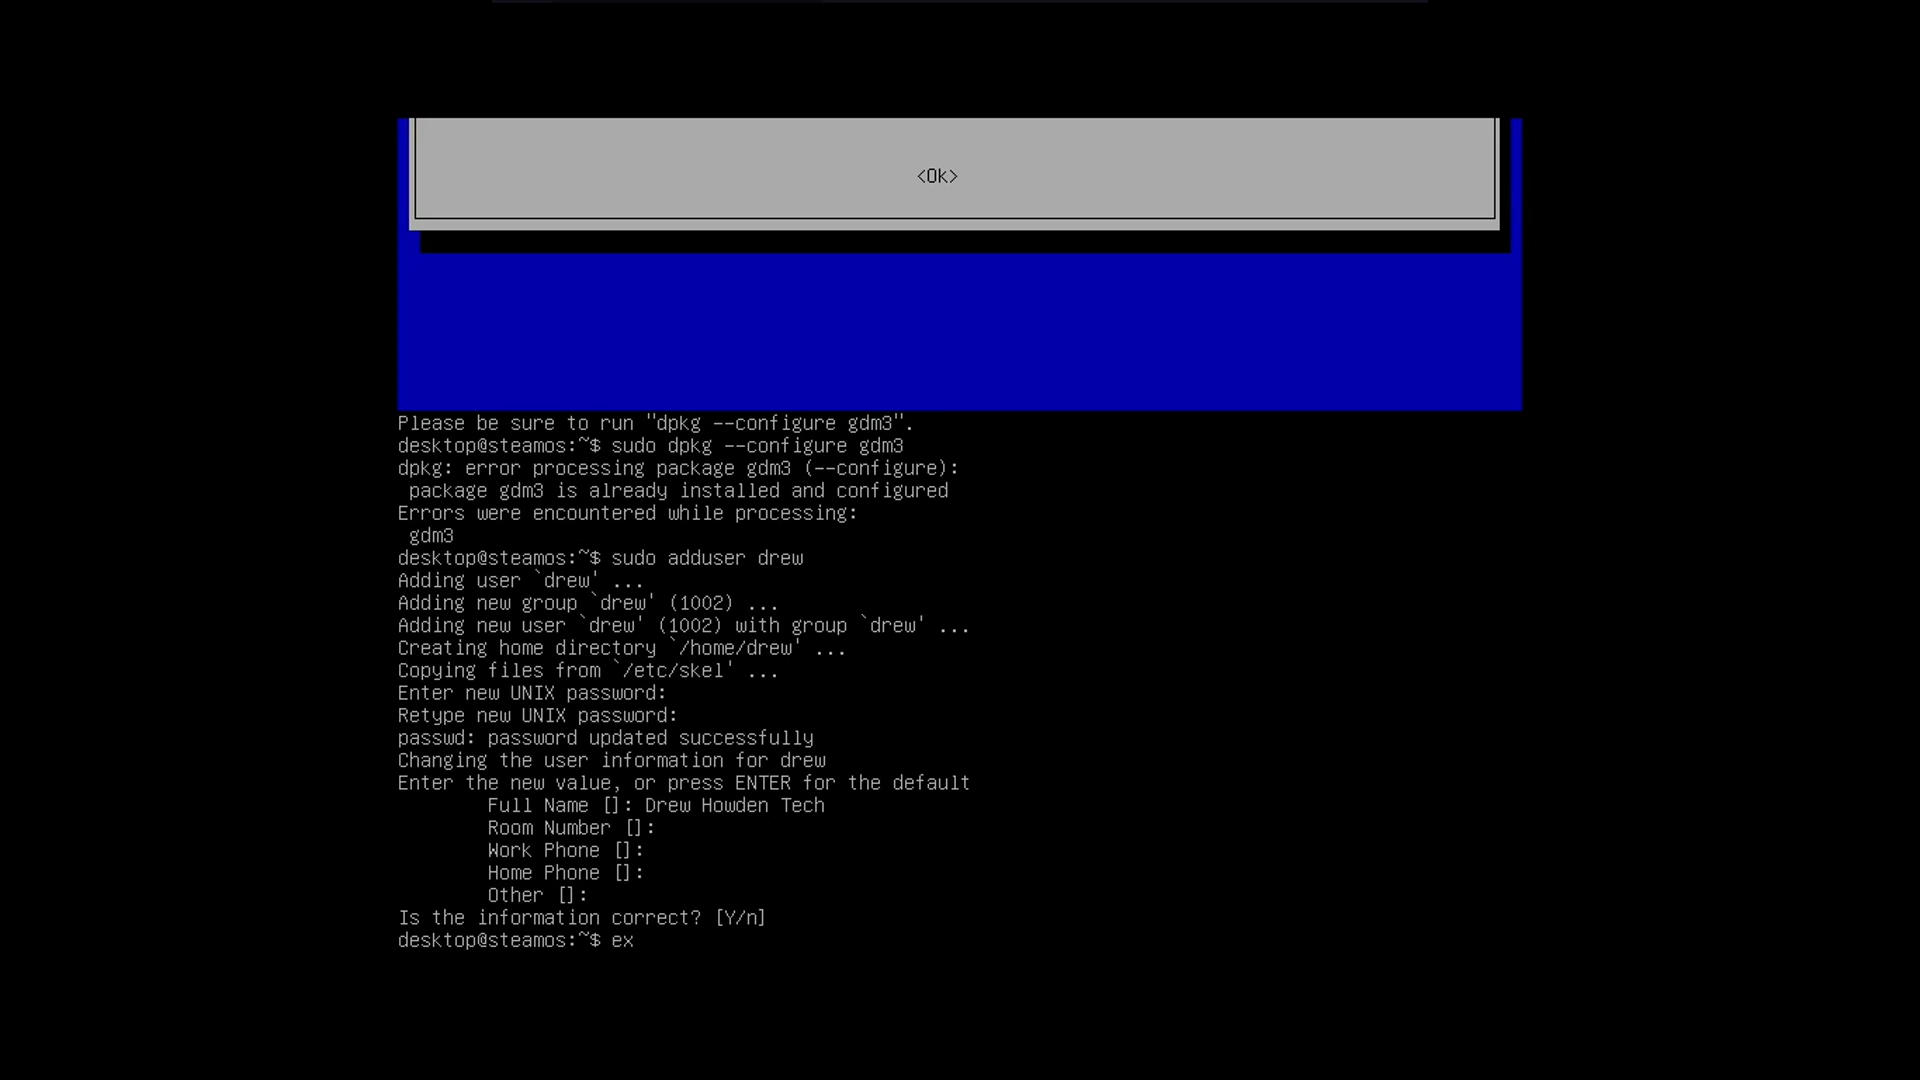 <Ok>
Please be sure to run "dpkg --configure gdm3".
desktop@steamos:~$ sudo dpkg --configure gdm3
dpkg: error processing package gdm3 (--configure):
 package gdm3 is already installed and configured
Errors were encountered while processing:
 gdm3
desktop@steamos:~$ sudo adduser drew
Adding user `drew' ...
Adding new group `drew' (1002) ...
Adding new user `drew' (1002) with group `drew' ...
Creating home directory `/home/drew' ...
Copying files from `/etc/skel' ...
Enter new UNIX password:
Retype new UNIX password:
passwd: password updated successfully
Changing the user information for drew
Enter the new value, or press ENTER for the default
        Full Name []: Drew Howden Tech
        Room Number []:
        Work Phone []:
        Home Phone []:
        Other []:
Is the information correct? [Y/n]
desktop@steamos:~$ ex